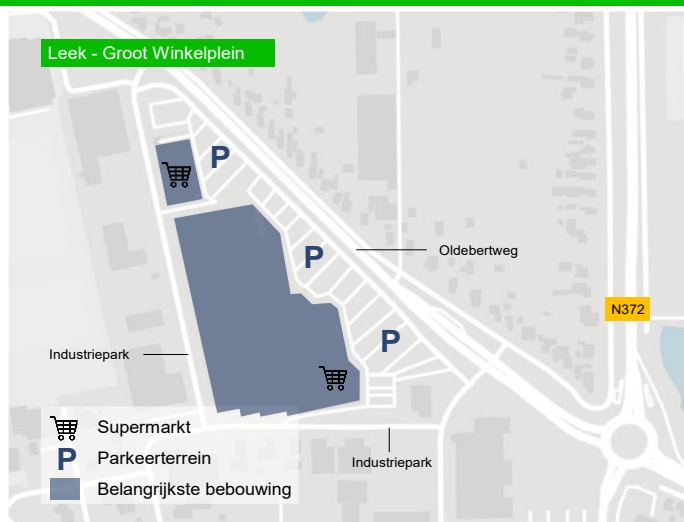 Leek - Groot Winkelplein
P
P
Oldebertweg
N372
P
Industriepark
Supermarkt
P Parkeerterrein
Industriepark
Belangrijkste bebouwing